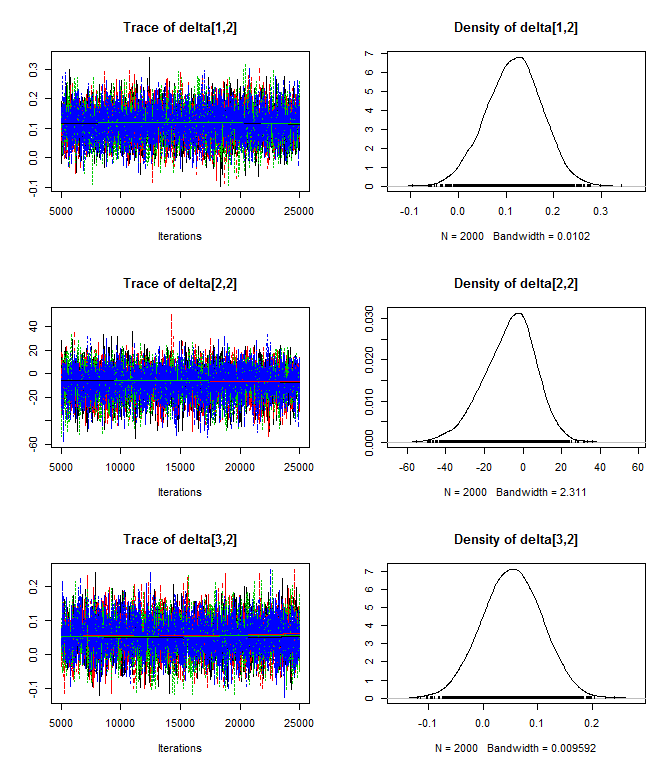 Trace of delta[1,2]
0.3
0.2
0.1
0.0
-0.1
5000 10000 15000 20000 25000
Iterations
Density of delta[1,2]
7
6
5
4
3
2
1
0
-0.1 0.0 0.1 0.2 0.3
N = 2000 Bandwidth = 0.0102
Trace of delta[2,2]
40
20
0
-20
-60
5000 10000 15000 20000 25000
Iterations
Density of delta[2,2]
0.030
0.020
0.010
0.000
-60 -40 -20 0 20 40 60
N = 2000 Bandwidth = 2.311
Trace of delta[3,2]
0.2
0.1
0.0
-0.1
5000 10000 15000 20000 25000
Iterations
Density of delta[3,2]
7
6
5
4
3
2
1
0
-0.1 0.0 0.1 0.2
N = 2000 Bandwidth = 0.009592